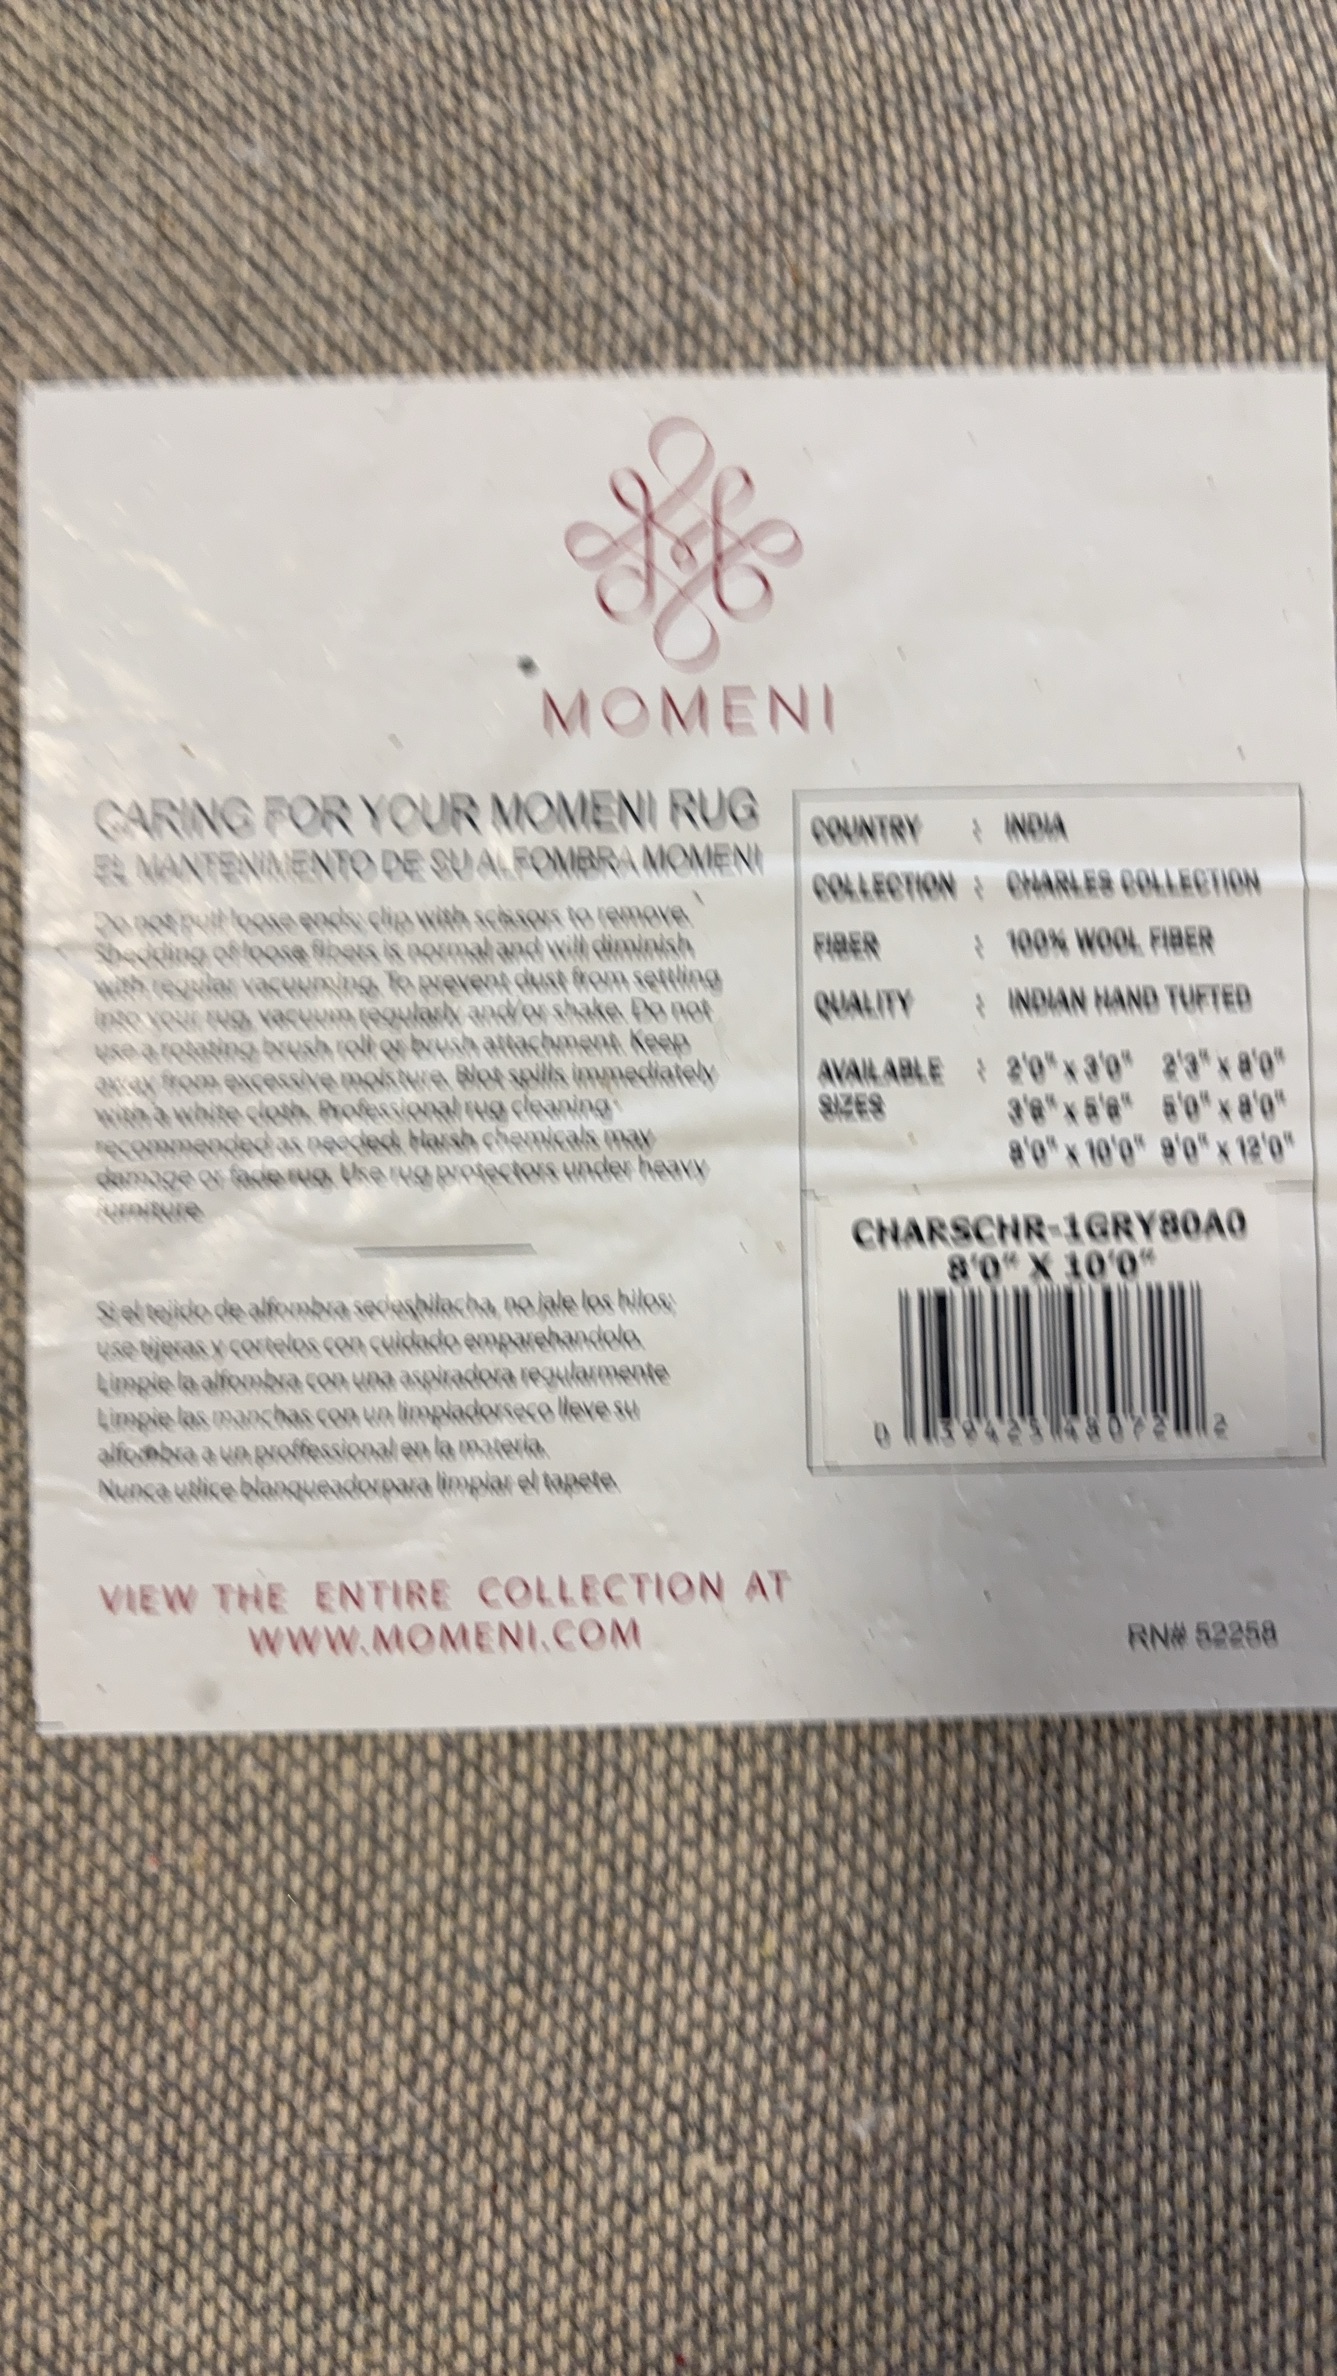 MOMENI
CARING FOR YOUR MOMENI RUG
EL MANTENIMIENTO DE SU ALFOMBRA MOMENI
Do not pull loose ends; clip with scissors to remove.
Shedding of loose fibers is normal and will diminish
with regular vacuuming. To prevent dust from settling
into your rug, vacuum regularly and/or shake. Do not
use a rotating brush roll or brush attachment. Keep
away from excessive moisture. Blot spills immediately
with a white cloth. Professional rug cleaning
recommended as needed. Harsh chemicals may
damage or fade rug. Use rug protectors under heavy
furniture.
Si el tejido de alfombra se deshilacha, no jale los hilos;
use tijeras y cortelos con cuidado emparehandolo.
Limpie la alfombra con una aspiradora regularmente
Limpie las manchas con un limpiadorseco lleve su
alfombra a un proffessional en la materia.
Nunca utlice blanqueadorpara limpiar el tapete.
VIEW THE ENTIRE COLLECTION AT
WWW.MOMENI.COM
COUNTRY : INDIA
COLLECTION : CHARLES COLLECTION
FIBER : 100% WOOL FIBER
QUALITY : INDIAN HAND TUFTED
AVAILABLE : 2'0" x 3'0" 2'3" x 8'0"
SIZES 3'6" x 5'6" 5'0" x 8'0"
8'0" x 10'0" 9'0" x 12'0"
CHARSCHR-1GRY80A0
8'0" X 10'0"
0 39425 48072 2
RN# 52258